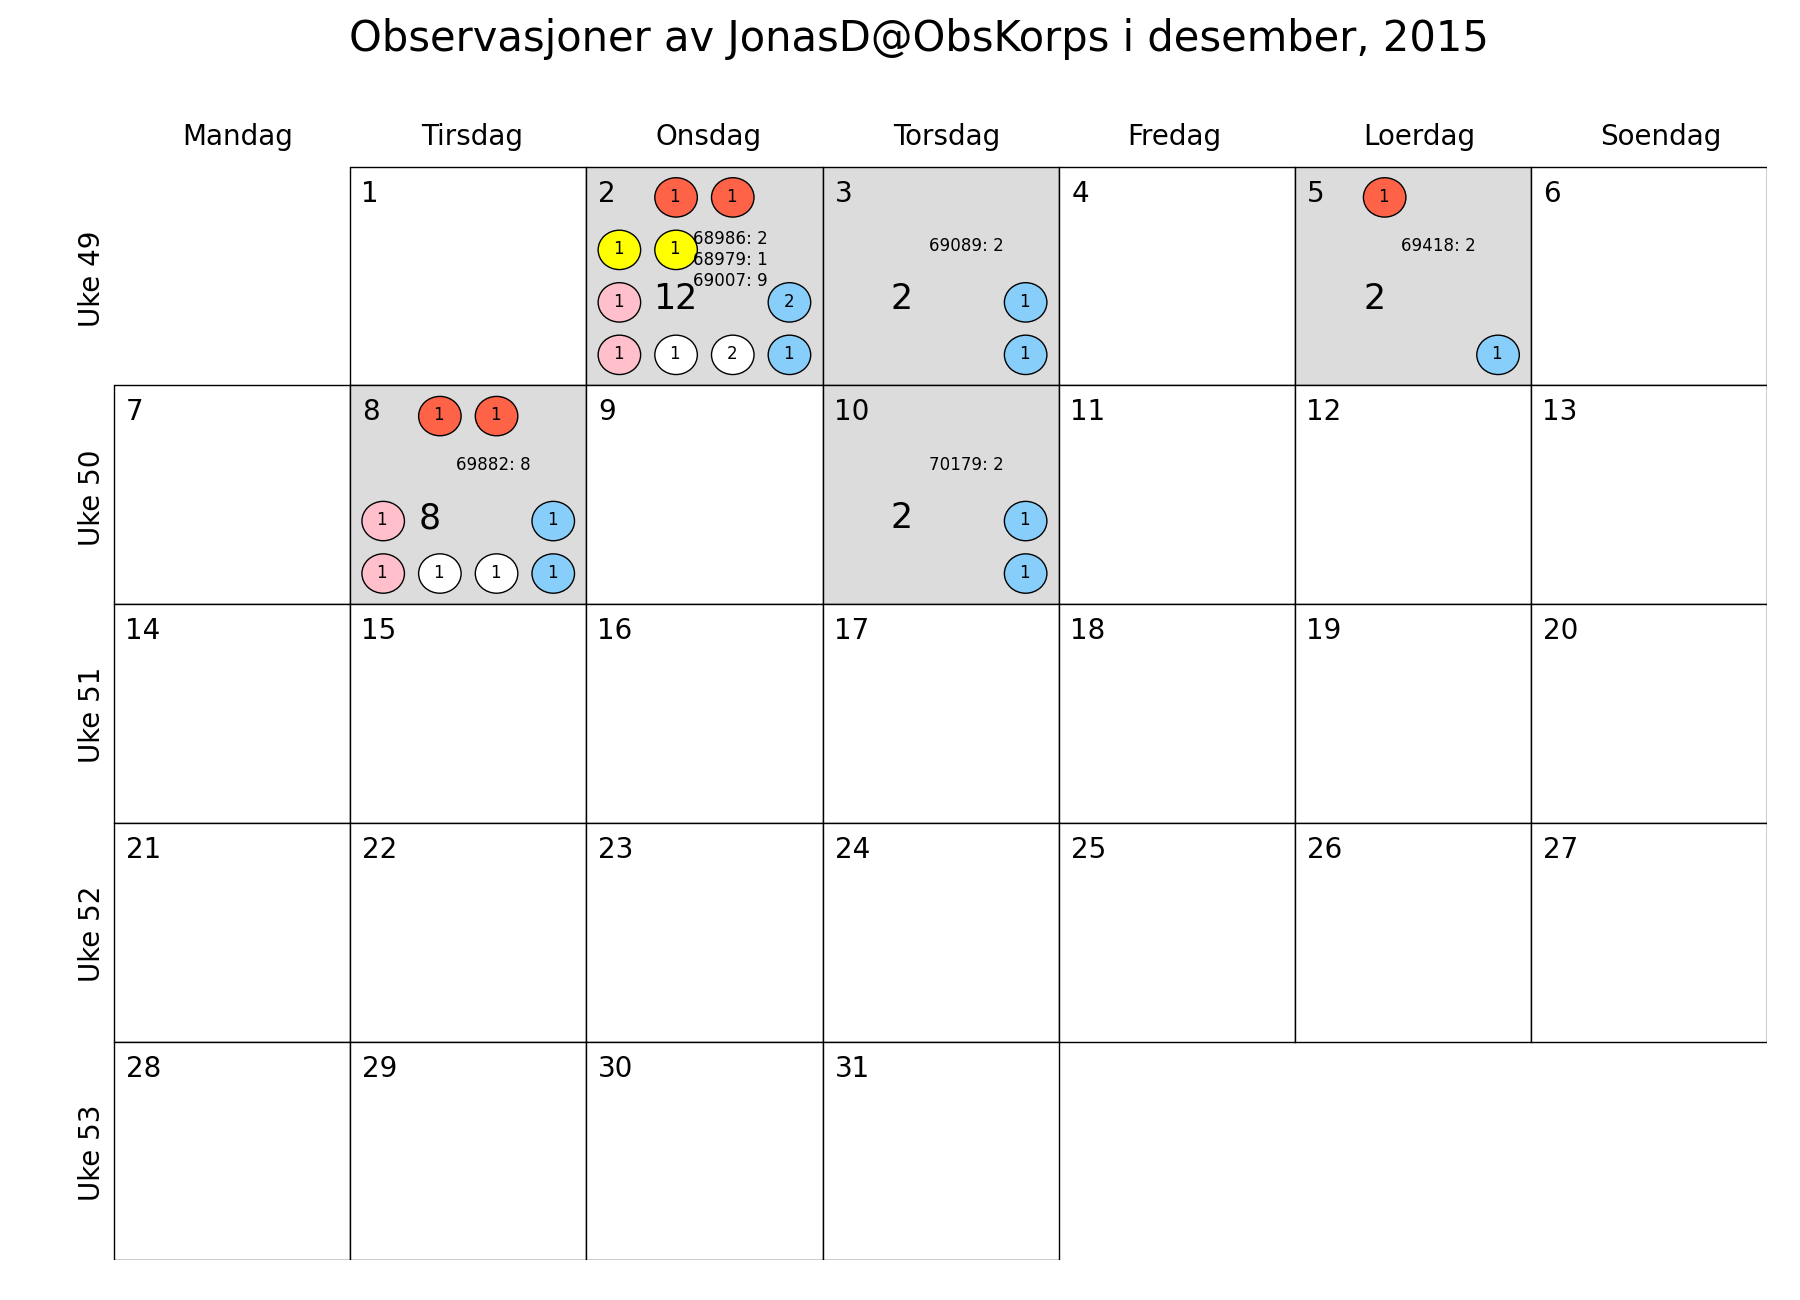 Observasjoner av JonasD@ObsKorps i desember, 2015
Mandag Tirsdag Onsdag Torsdag Fredag Loerdag Soendag
Uke 49
1
2 1 1
1 1 68986: 2
68979: 1
69007: 9
1 12 2
1 1 2 1
3
69089: 2
2 1
1
4
5 1
69418: 2
2
1
6
Uke 50
7
8 1 1
69882: 8
1 8 1
1 1 1 1
9
10
70179: 2
2 1
1
11
12
13
Uke 51
14 15 16 17 18 19 20
Uke 52
21 22 23 24 25 26 27
Uke 53
28 29 30 31